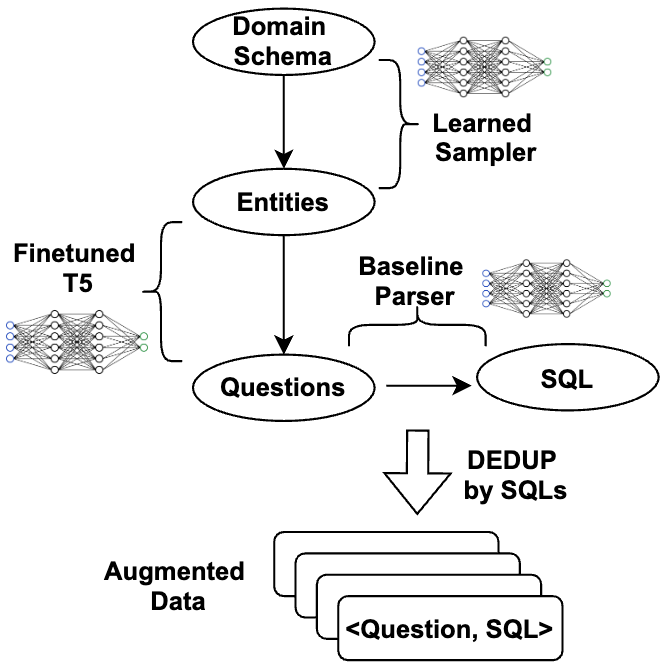 Domain
Schema
Learned
Sampler
Entities
Finetuned
T5
Baseline
Parser
Questions
SQL
DEDUP
by SQLs
Augmented
Data
<Question, SQL>